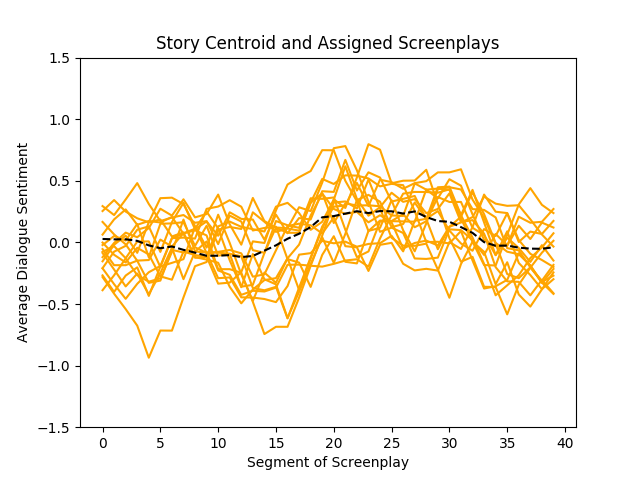 Story Centroid and Assigned Screenplays
Average Dialogue Sentiment
1.5
1.0
0.5
0.0
−0.5
−1.0
−1.5
0 5 10 15 20 25 30 35 40
Segment of Screenplay